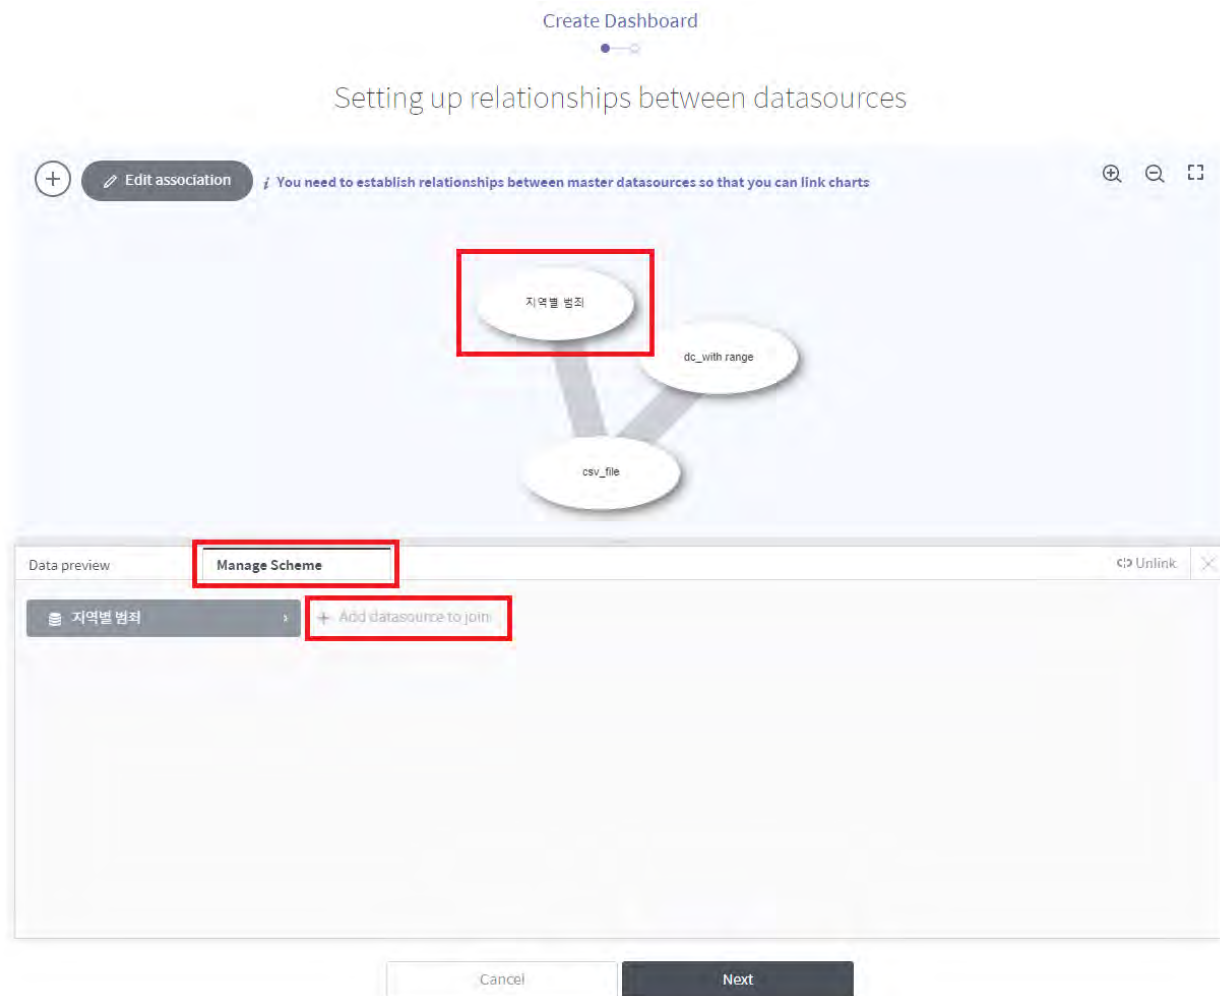 Create Dashboard
Setting up relationships between datasources
Edit association
i You need to establish relationships between master datasources so that you can link charts
지역별 범죄
dc_with range
csv_file
Data preview
Manage Scheme
Unlink
지역별 범죄
+ Add datasource to join
Cancel
Next